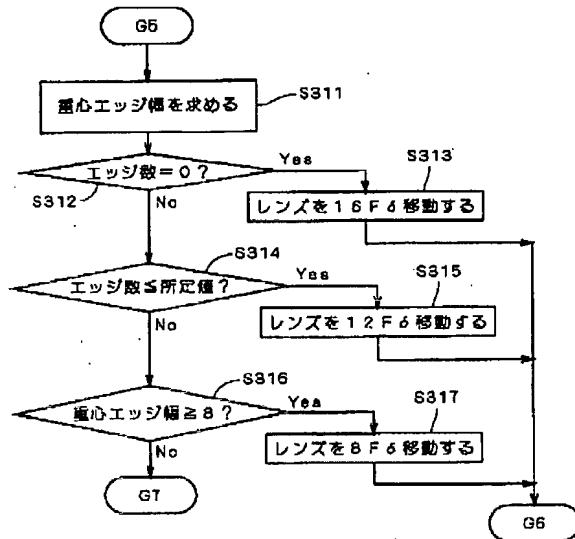 G5
重心エッジ幅を求める
S311
エッジ数=0?
Yes
S312
No
S313
レンズを16Fδ移動する
エッジ数≦所定値?
S314
Yes
No
S315
レンズを12Fδ移動する
重心エッジ幅≧8?
S316
Yes
No
S317
レンズを8Fδ移動する
G7
G6